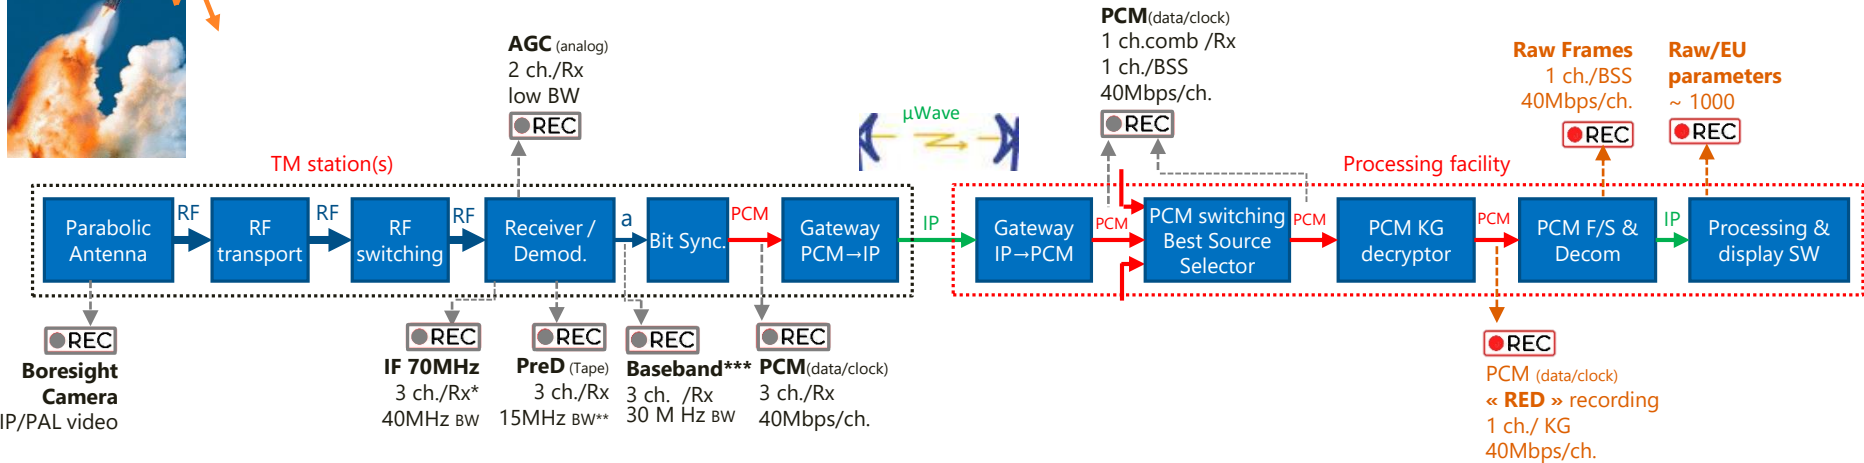 PCM(data/clock)
1 ch.comb /Rx
1 ch./BSS
40Mbps/ch.
REC
AGC (analog)
2 ch./Rx
low BW
REC
Raw Frames
1 ch./BSS
40Mbps/ch.
REC
Raw/EU
parameters
~ 1000
REC
µWave
TM station(s)
Processing facility
Parabolic
Antenna
RF
RF
transport
RF
RF
switching
RF
Receiver /
Demod.
a
Bit Sync.
PCM
Gateway
PCM→IP
IP
Gateway
IP→PCM
PCM
PCM switching
Best Source
Selector
PCM
PCM KG
decryptor
PCM
PCM F/S &
Decom
IP
Processing &
display SW
REC
Boresight
Camera
IP/PAL video
REC
IF 70MHz
3 ch./Rx*
40MHz BW
REC
PreD (Tape)
3 ch./Rx
15MHz BW**
REC
Baseband***
3 ch. /Rx
30 M Hz BW
REC
PCM(data/clock)
3 ch./Rx
40Mbps/ch.
REC
PCM (data/clock)
« RED » recording
1 ch./ KG
40Mbps/ch.